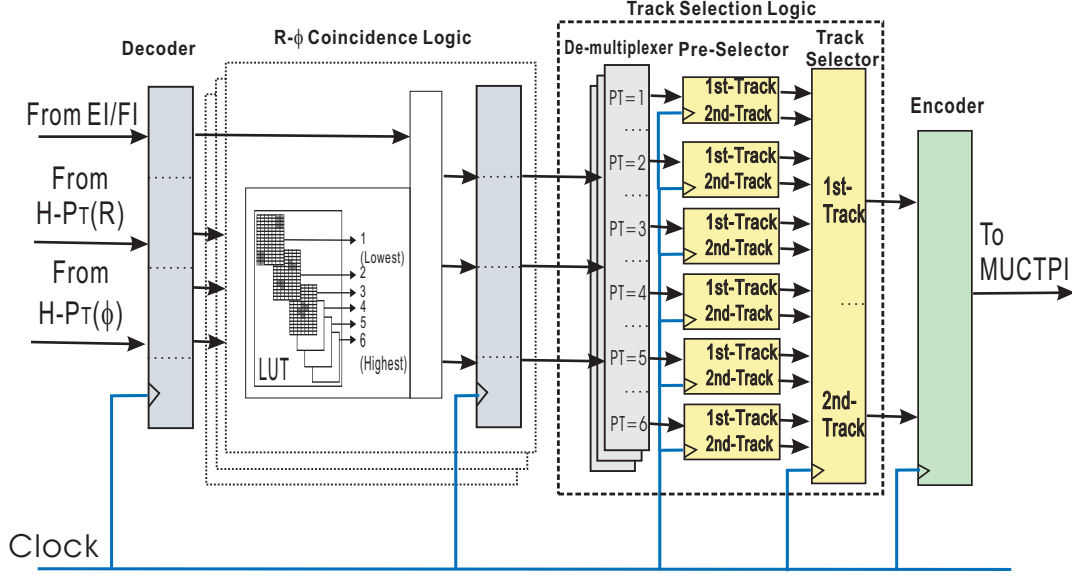 Track Selection Logic
Decoder
R-ϕ Coincidence Logic
De-multiplexer
Pre-Selector
Track
Selector
Encoder
From EI/FI
From
H-PT(R)
From
H-PT(ϕ)
LUT
1
(Lowest)
2
3
4
5
6
(Highest)
PT=1
....
PT=2
....
PT=3
....
PT=4
....
PT=5
....
PT=6
1st-Track
2nd-Track
1st-Track
2nd-Track
1st-Track
2nd-Track
1st-Track
2nd-Track
1st-Track
2nd-Track
1st-Track
2nd-Track
1st-
Track
....
2nd-
Track
To
MUCTPI
Clock